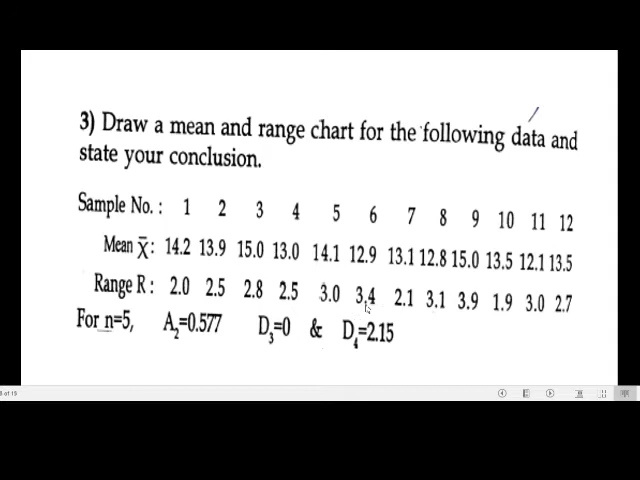 3) Draw a mean and range chart for the following data and
state your conclusion.
Sample No. : 1 2 3 4 5 6 7 8 9 10 11 12
Mean X̄ : 14.2 13.9 15.0 13.0 14.1 12.9 13.1 12.8 15.0 13.5 12.1 13.5
Range R : 2.0 2.5 2.8 2.5 3.0 3.4 2.1 3.1 3.9 1.9 3.0 2.7
For n=5, A₂=0.577 D₃=0 & D₄=2.15